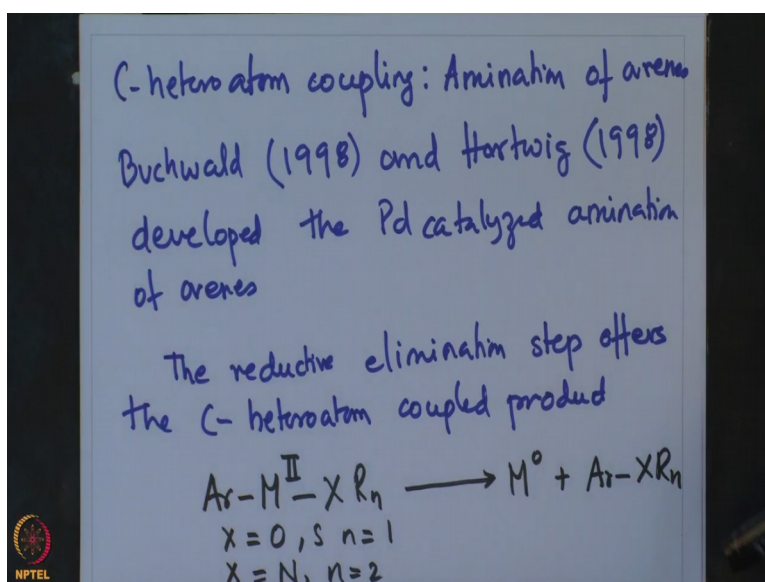 C-heteroatom coupling: Amination of arenes
Buchwald (1998) and Hartwig (1998)
developed the Pd catalyzed amination
of arenes
The reductive elimination step offers
the C-heteroatom coupled product
Ar-M^II-XRn ⟶ M⁰ + Ar-XRn
X = O, S n = 1
X = N, n = 2
NPTEL